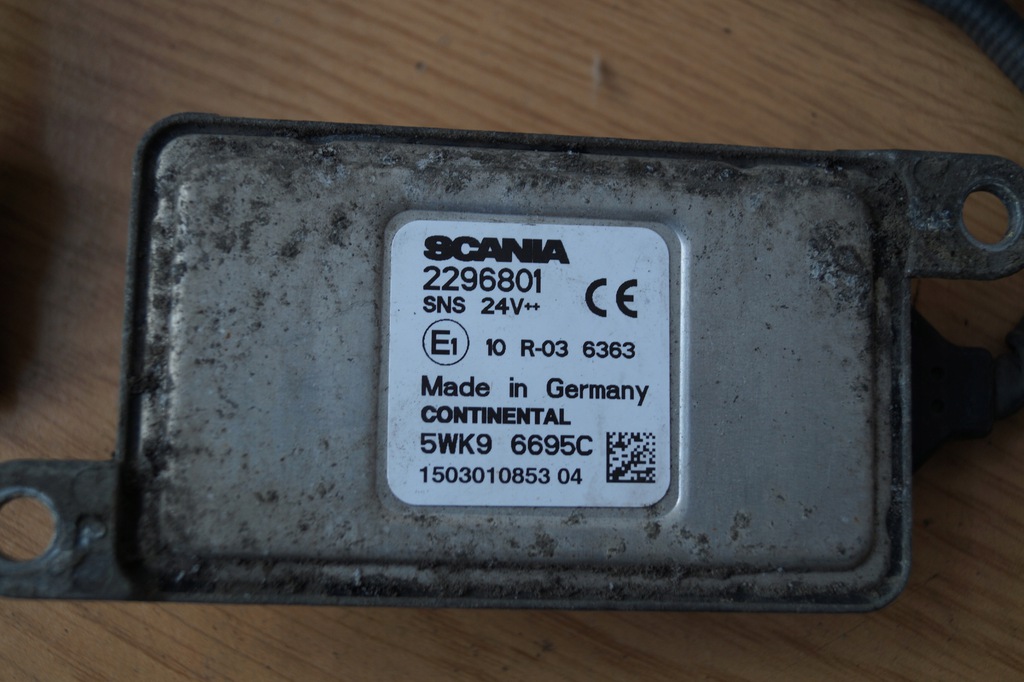 SCANIA
2296801
SNS 24V++
CE
E1 10 R-03 6363
Made in Germany
CONTINENTAL
5WK9 6695C
1503010853 04